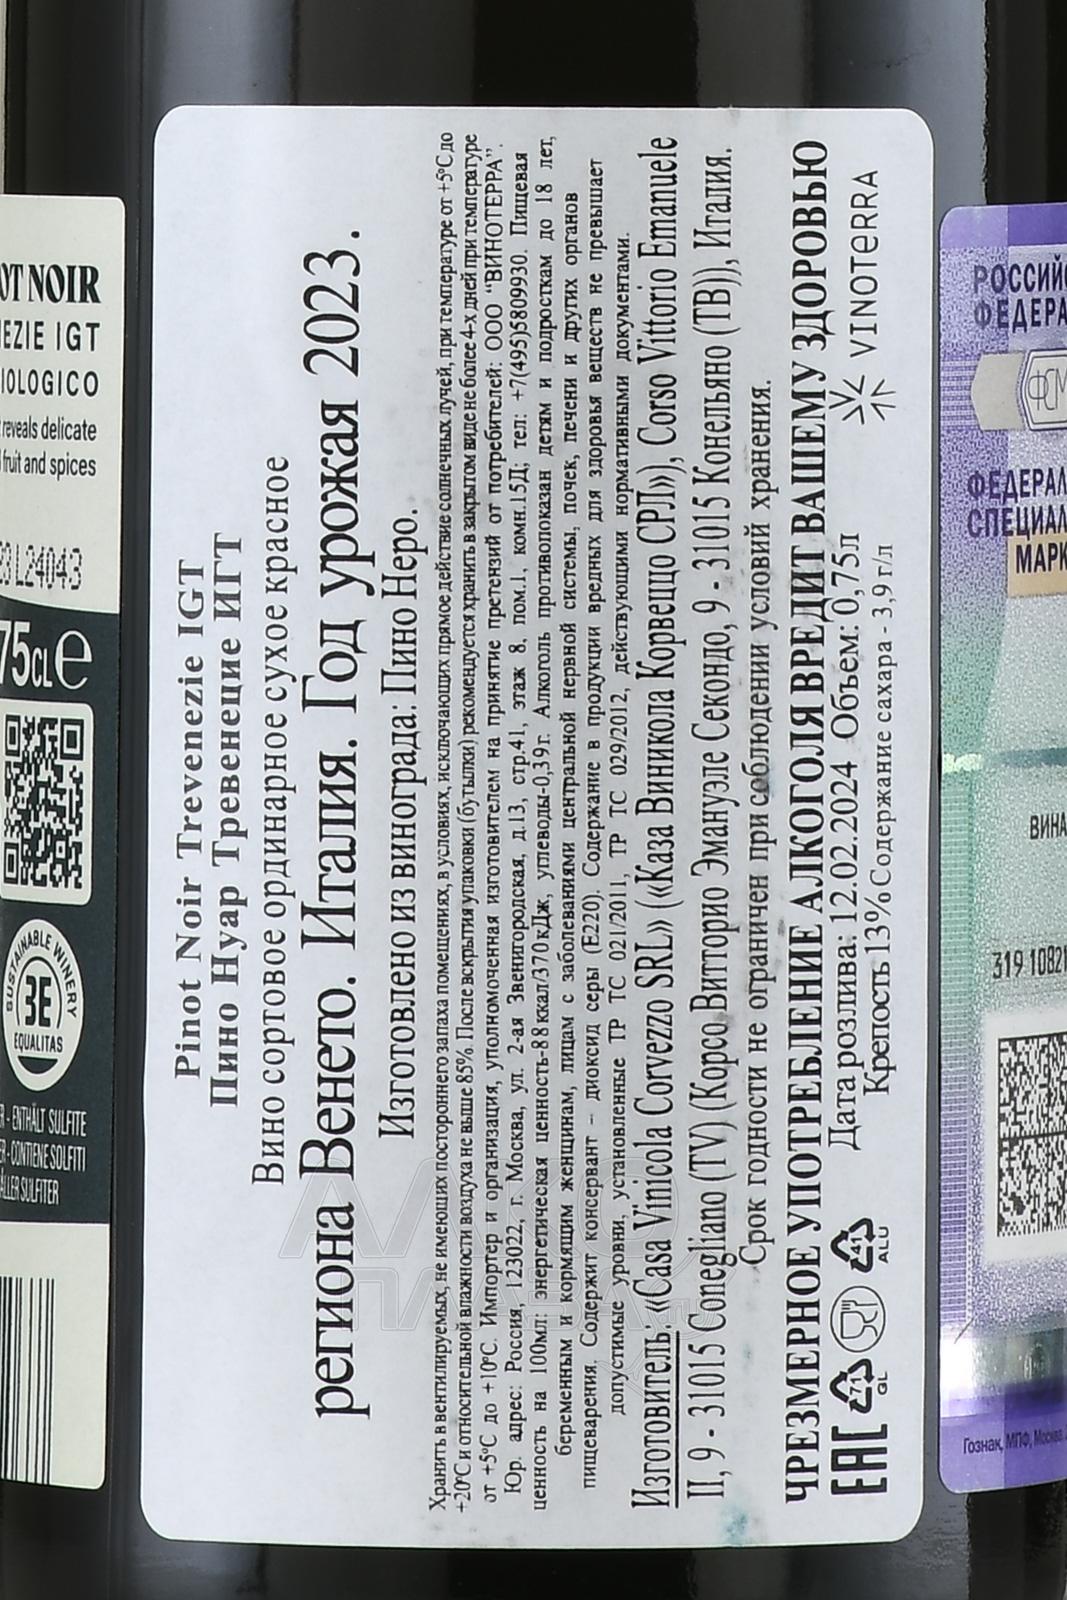 Pinot Noir Trevenezie IGT
Пино Нуар Тревенецие ИГТ
Вино сортовое ординарное сухое красное
региона Венето. Италия. Год урожая 2023.
Изготовлено из винограда: Пино Неро.
Хранить в вентилируемых, не имеющих постороннего запаха помещениях, в условиях, исключающих прямое действие солнечных лучей, при температуре от +5°С до
+20°С и относительной влажности воздуха не выше 85%. После вскрытия упаковки (бутылки) рекомендуется хранить в закрытом виде не более 4-х дней при температуре
от +5°С до +10°С. Импортер и организация, уполномоченная изготовителем на принятие претензий от потребителей: ООО "ВИНОТЕРРА".
Юр. адрес: Россия, 123022, г. Москва, ул. 2-ая Звенигородская, д.13, стр.41, этаж 8, пом.I, комн.15Д; тел: +7(495)5809930. Пищевая
ценность на 100мл: энергетическая ценность-88ккал/370кДж, углеводы-0,39г. Алкоголь противопоказан детям и подросткам до 18 лет,
беременным и кормящим женщинам, лицам с заболеваниями центральной нервной системы, почек, печени и других органов
пищеварения. Содержит консервант – диоксид серы (Е220). Содержание в продукции вредных для здоровья веществ не превышает
допустимые уровни, установленные ТР ТС 021/2011, ТР ТС 029/2012, действующими нормативными документами.
Изготовитель: «Casa Vinicola Corvezzo SRL» («Каза Виникола Корвеццо СРЛ»), Corso Vittorio Emanuele
II, 9 - 31015 Conegliano (TV) (Корсо Витторио Эмануэле Секондо, 9 - 31015 Конельяно (ТВ)), Италия.
Срок годности не ограничен при соблюдении условий хранения.
ЧРЕЗМЕРНОЕ УПОТРЕБЛЕНИЕ АЛКОГОЛЯ ВРЕДИТ ВАШЕМУ ЗДОРОВЬЮ
Дата розлива: 12.02.2024 Объем: 0,75л
Крепость 13% Содержание сахара - 3,9 г/л
EAC
71
GL
41
ALU
VINOTERRA
OT NOIR
EZIE IGT
IOLOGICO
reveals delicate
fruit and spices
L24043
75CLe
SUSTAINABLE WINERY
3E
EQUALITAS
R - ENTHÄLT SULFITE
ER - CONTIENE SOLFITI
ÄLLER SULFITER
РОССИЙС
ФЕДЕРА
ФСМ
ФЕДЕРАЛ
СПЕЦИАЛ
МАРК
ВИНА
319 10821
Гознак, МПФ, Москва